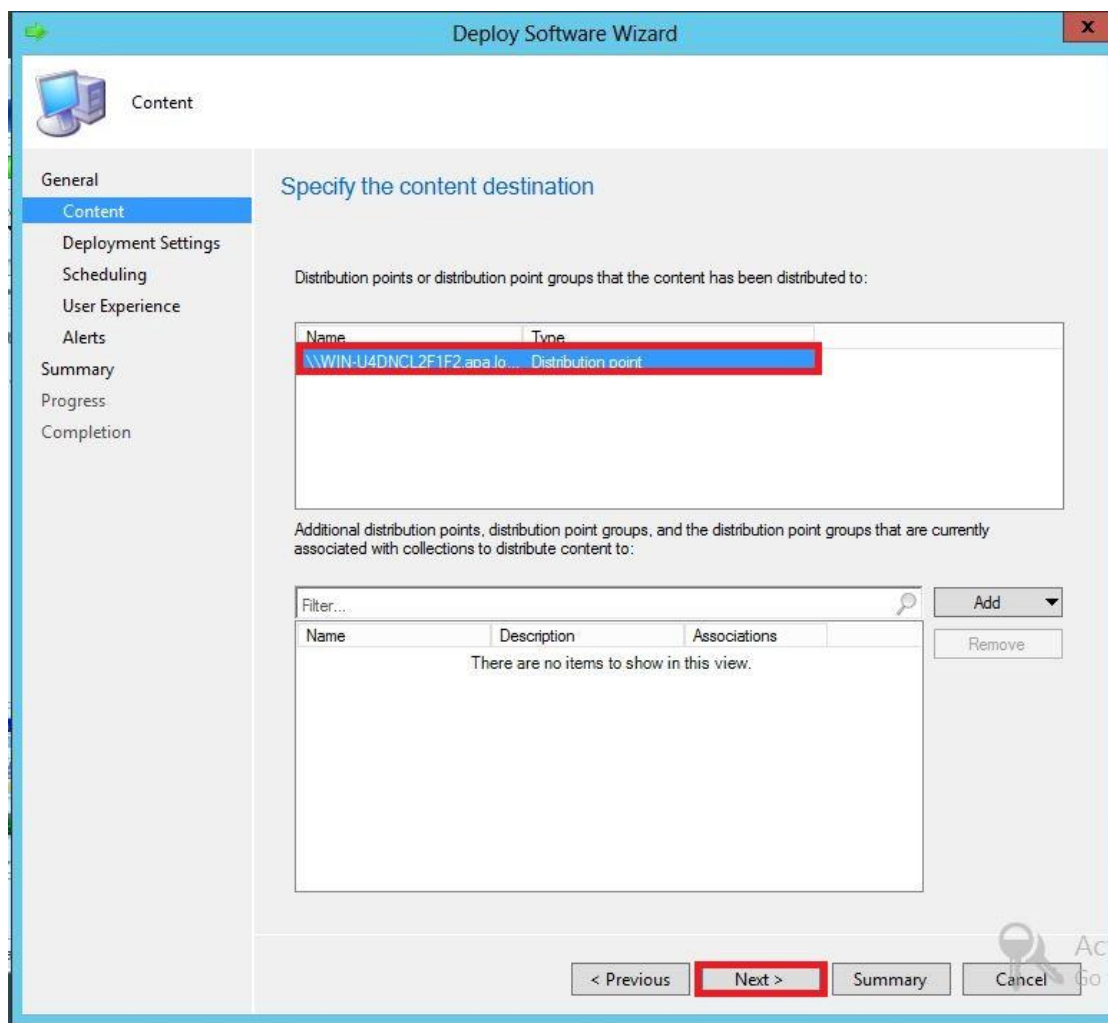 Deploy Software Wizard
x
Content
General
Content
Deployment Settings
Scheduling
User Experience
Alerts
Summary
Progress
Completion
Specify the content destination
Distribution points or distribution point groups that the content has been distributed to:
Name Type
\\WIN-U4DNCL2F1F2.apa.lo... Distribution point
Additional distribution points, distribution point groups, and the distribution point groups that are currently
associated with collections to distribute content to:
Filter...
Add
Remove
Name Description Associations
There are no items to show in this view.
< Previous Next > Summary Cancel
Ac
Go